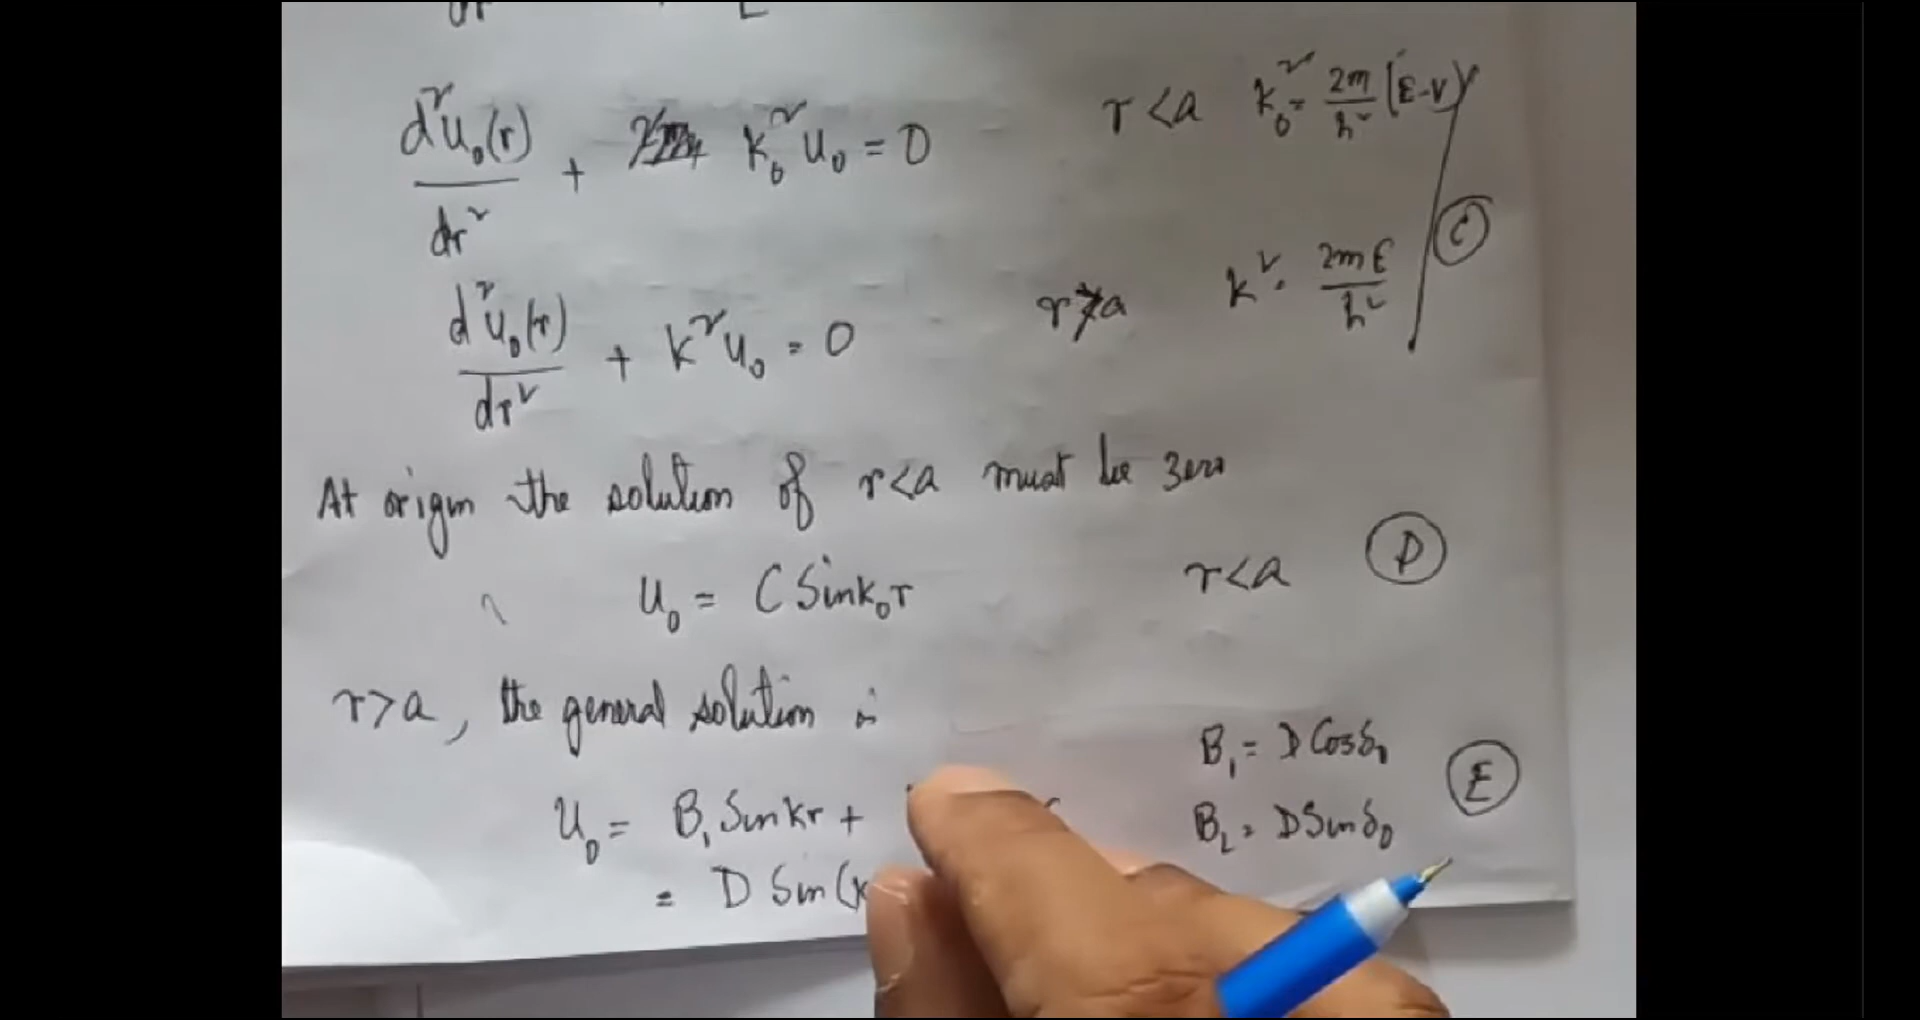 d²u₀(r)/dr² + k₀² u₀ = 0 r<a k₀² = 2m/ħ² (E-V)
d²u₀(r)/dr² + k² u₀ = 0 r>a k² = 2mE/ħ² (C)
At origin the solution of r<a must be zero
u₀ = C Sin k₀r r<a (D)
r>a, the general solution is
B₁ = D Cos δ₀ (E)
u₀ = B₁ Sin kr + B₂ = D Sin δ₀
= D Sin (k